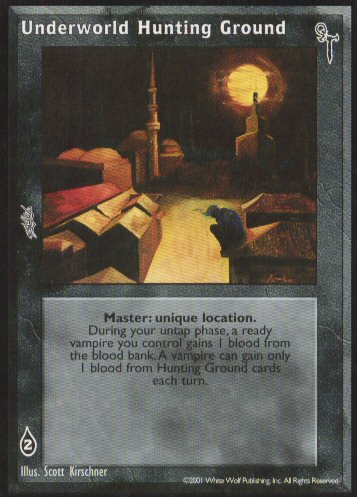 Underworld Hunting Ground
Master: unique location.
During your untap phase, a ready
vampire you control gains 1 blood from
the blood bank. A vampire can gain only
1 blood from Hunting Ground cards
each turn.
2
Illus. Scott Kirschner
©2001 White Wolf Publishing, Inc. All Rights Reserved